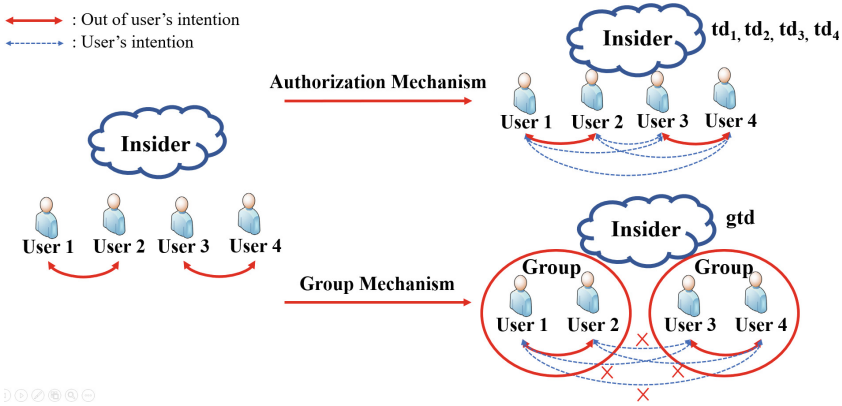 : Out of user's intention
: User's intention
Insider
User 1 User 2 User 3 User 4
Authorization Mechanism
Insider
td1, td2, td3, td4
User 1 User 2 User 3 User 4
Group Mechanism
Insider
gtd
Group
Group
User 1 User 2 User 3 User 4